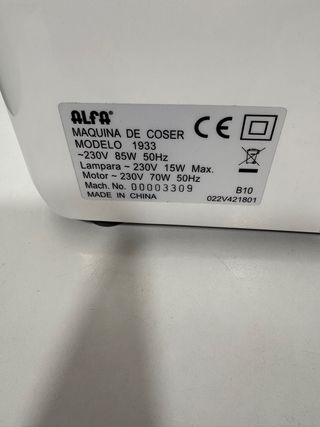 ALFA
MAQUINA DE COSER
MODELO 1933
~230V 85W 50Hz
Lampara ~ 230V 15W Max.
Motor ~ 230V 70W 50Hz
Mach. No. 00003309
B10
MADE IN CHINA
022V421801
CE